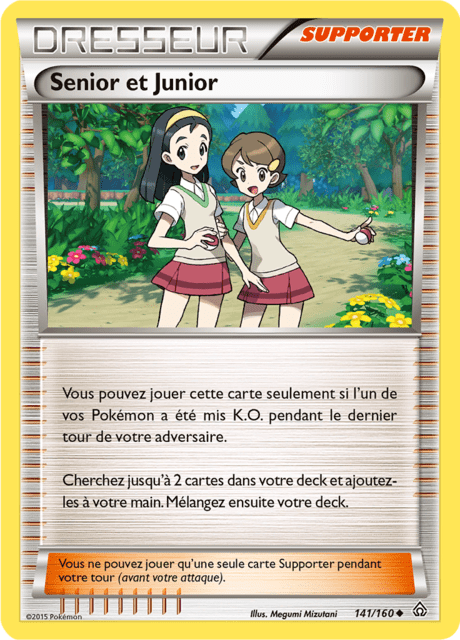 DRESSEUR
SUPPORTER
Senior et Junior
Vous pouvez jouer cette carte seulement si l'un de
vos Pokémon a été mis K.O. pendant le dernier
tour de votre adversaire.
Cherchez jusqu'à 2 cartes dans votre deck et ajoutez-
les à votre main. Mélangez ensuite votre deck.
Vous ne pouvez jouer qu'une seule carte Supporter pendant
votre tour (avant votre attaque).
©2015 Pokémon
Illus. Megumi Mizutani
141/160 ◆